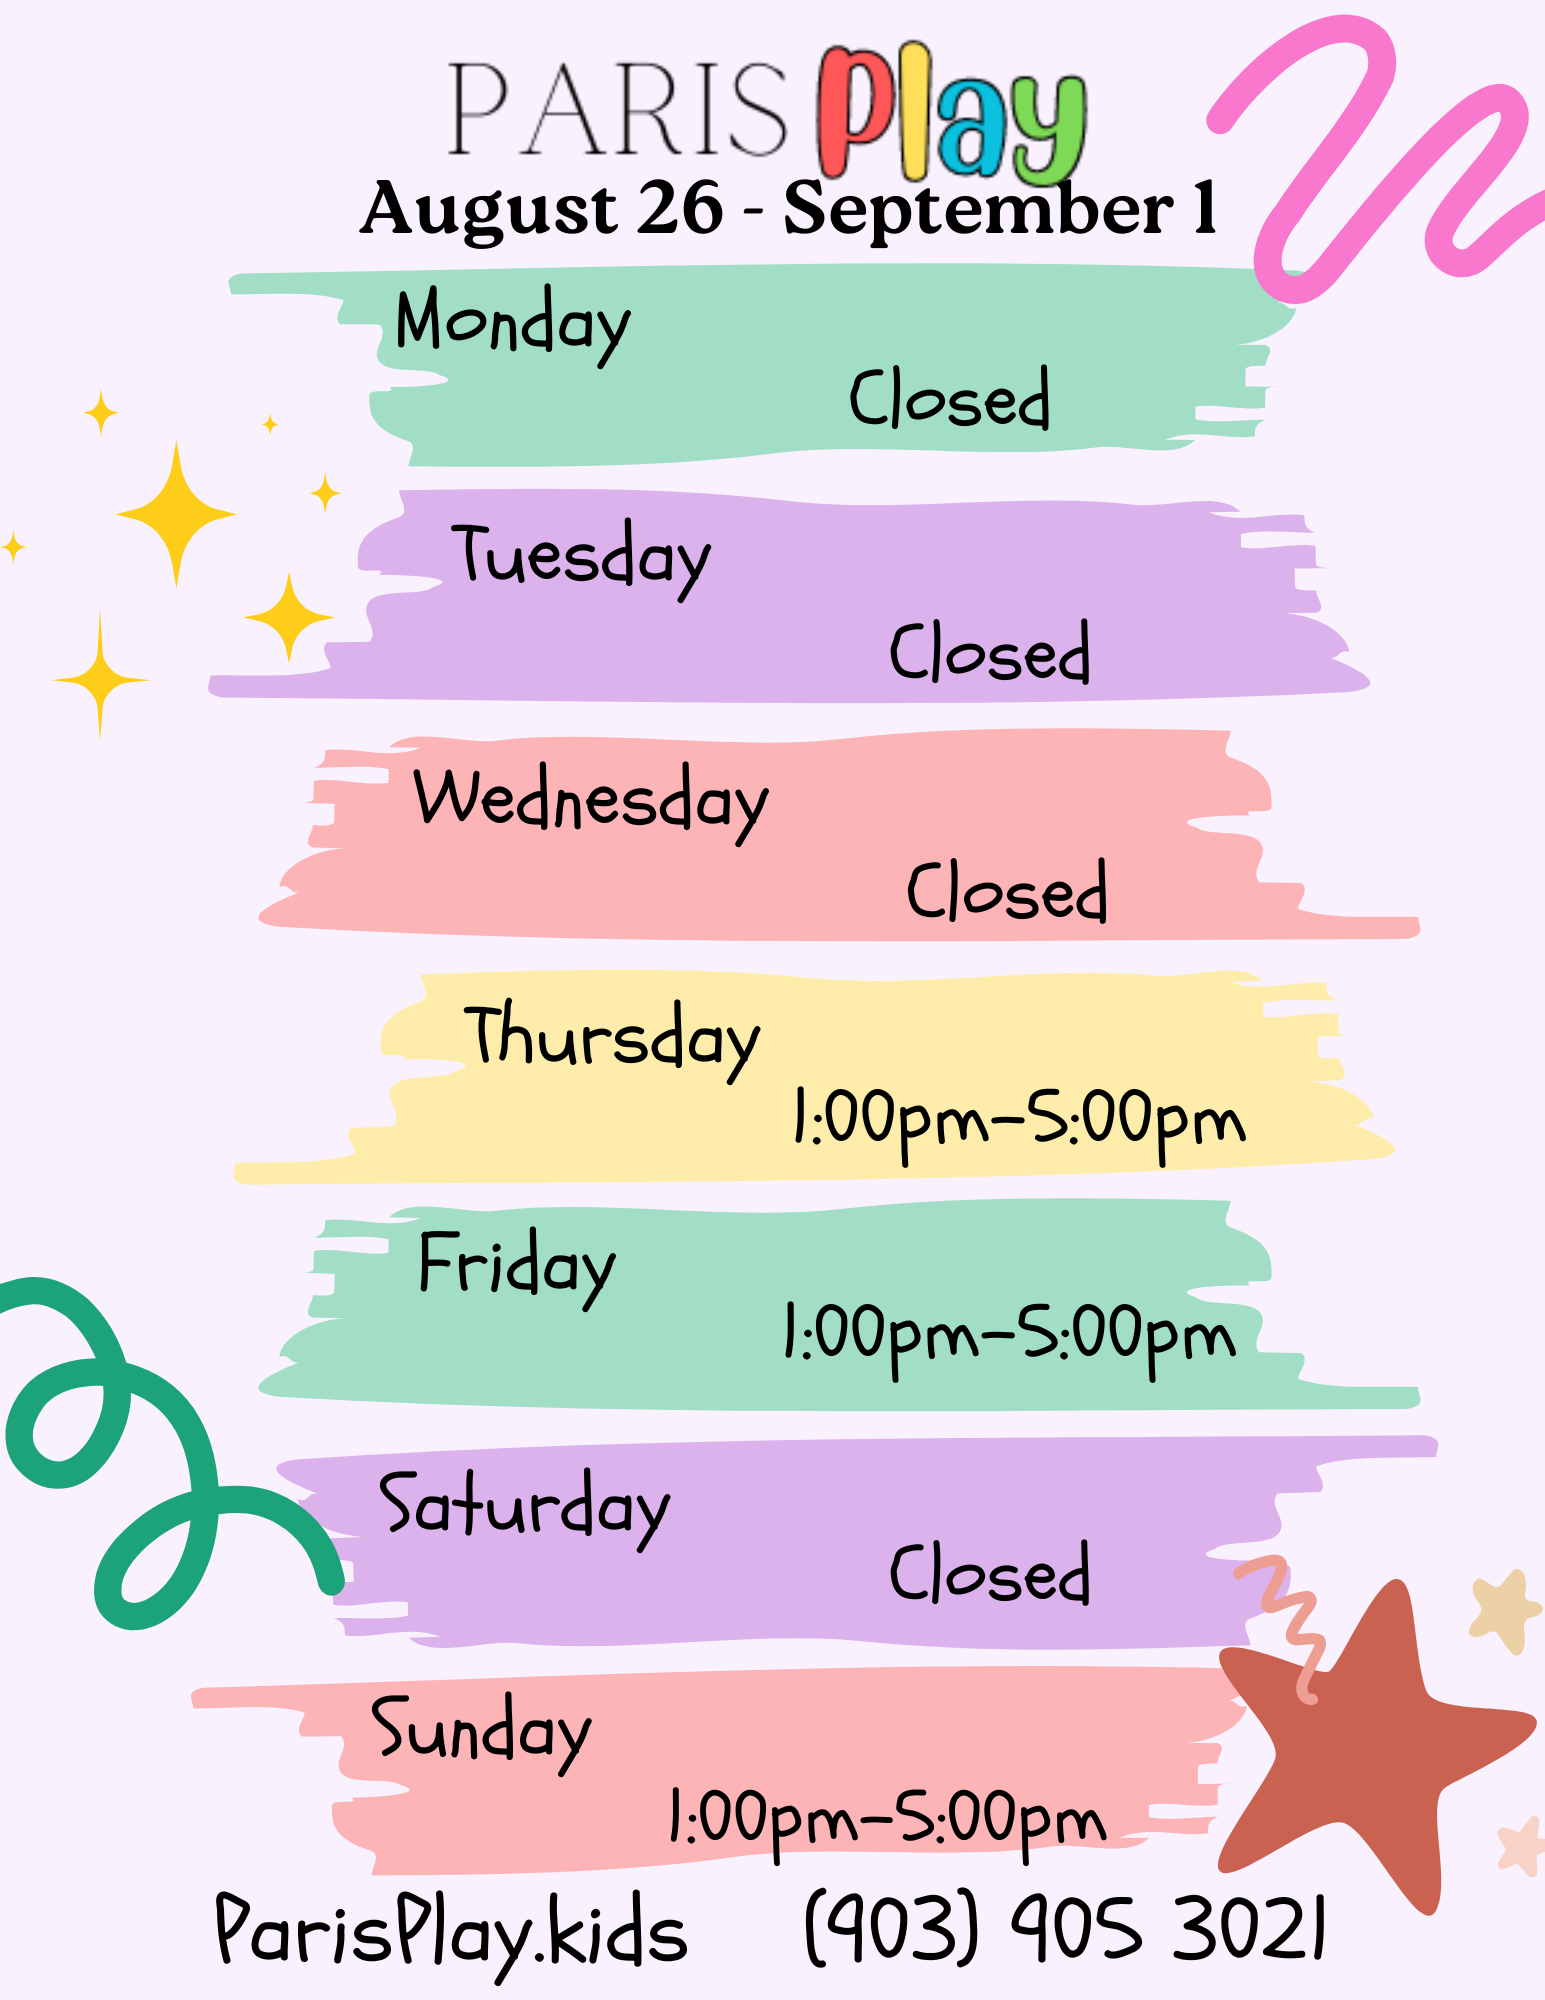 PARIS Play
August 26 - September 1
Monday
Closed
Tuesday
Closed
Wednesday
Closed
Thursday
1:00pm-5:00pm
Friday
1:00pm-5:00pm
Saturday
Closed
Sunday
1:00pm-5:00pm
ParisPlay.kids (903) 905 3021